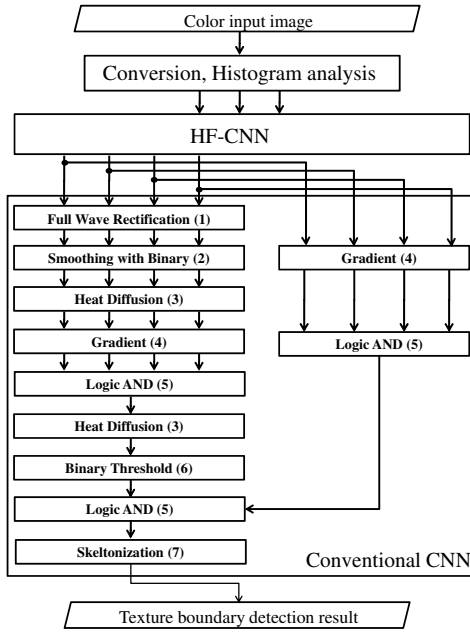 Color input image
Conversion, Histogram analysis
HF-CNN
Full Wave Rectification (1)
Smoothing with Binary (2)
Heat Diffusion (3)
Gradient (4)
Logic AND (5)
Heat Diffusion (3)
Binary Threshold (6)
Logic AND (5)
Skeltonization (7)
Gradient (4)
Logic AND (5)
Conventional CNN
Texture boundary detection result